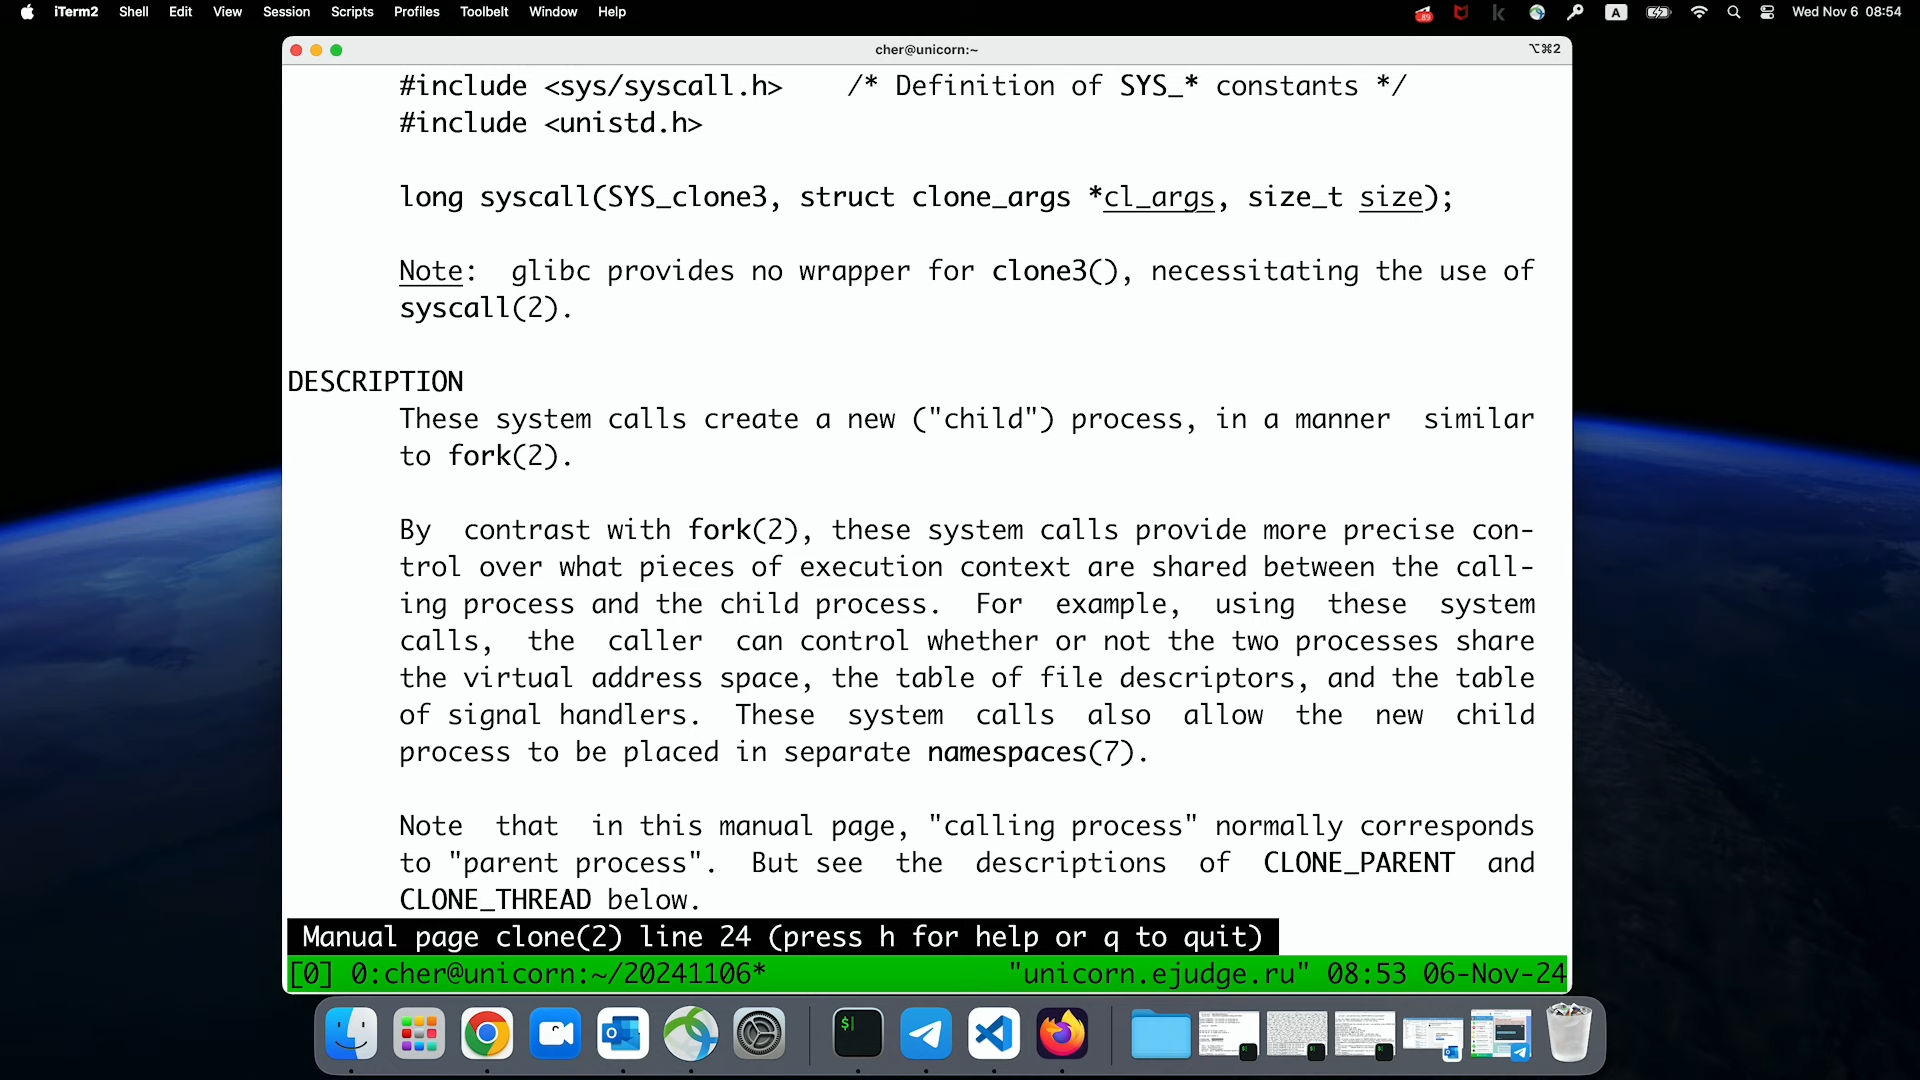 iTerm2 Shell Edit View Session Scripts Profiles Toolbelt Window Help A Wed Nov 6 08:54
cher@unicorn:~ ⌥⌘2
#include <sys/syscall.h>    /* Definition of SYS_* constants */
#include <unistd.h>
long syscall(SYS_clone3, struct clone_args *cl_args, size_t size);
Note:  glibc provides no wrapper for clone3(), necessitating the use of
syscall(2).
DESCRIPTION
These system calls create a new ("child") process, in a manner  similar
to fork(2).
By  contrast with fork(2), these system calls provide more precise con-
trol over what pieces of execution context are shared between the call-
ing process and the child process.  For  example,  using  these  system
calls,  the  caller  can control whether or not the two processes share
the virtual address space, the table of file descriptors, and the table
of signal handlers.  These  system  calls  also  allow  the  new  child
process to be placed in separate namespaces(7).
Note  that  in this manual page, "calling process" normally corresponds
to "parent process".  But see  the  descriptions  of  CLONE_PARENT  and
CLONE_THREAD below.
Manual page clone(2) line 24 (press h for help or q to quit)
[0] 0:cher@unicorn:~/20241106* "unicorn.ejudge.ru" 08:53 06-Nov-24